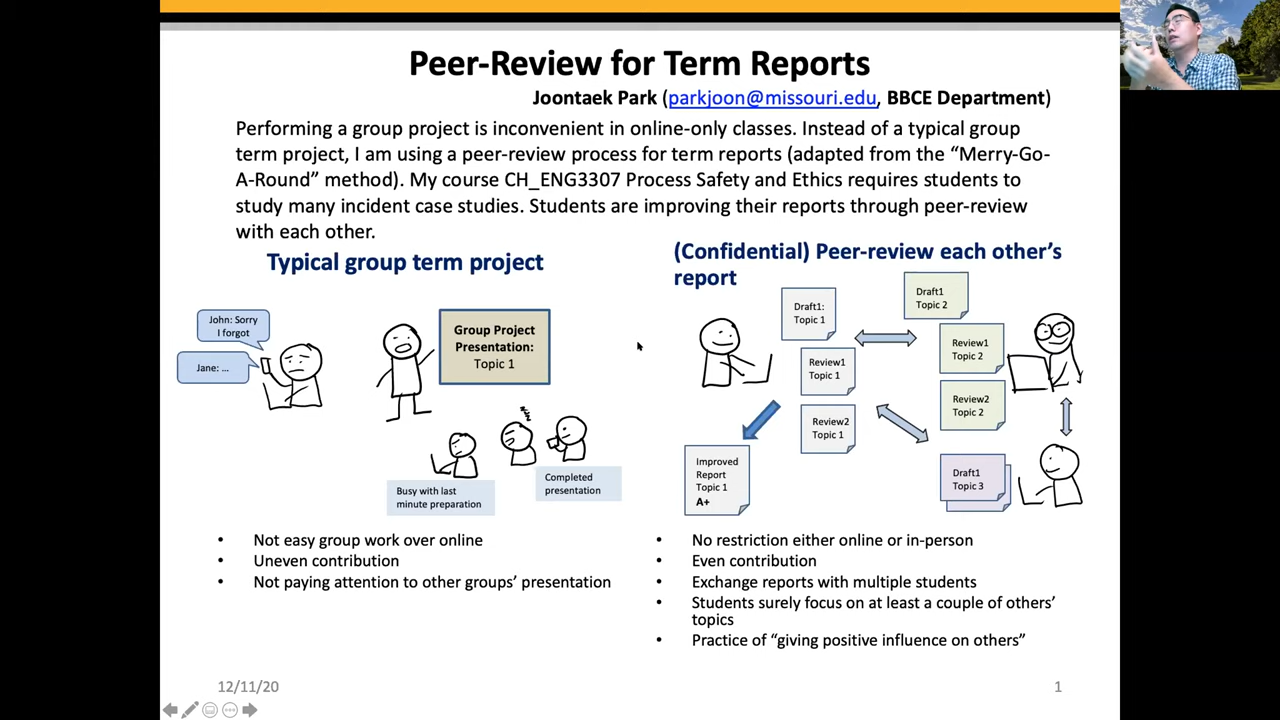 Peer-Review for Term Reports
Joontaek Park (parkjoon@missouri.edu, BBCE Department)
Performing a group project is inconvenient in online-only classes. Instead of a typical group
term project, I am using a peer-review process for term reports (adapted from the “Merry-Go-
A-Round” method). My course CH_ENG3307 Process Safety and Ethics requires students to
study many incident case studies. Students are improving their reports through peer-review
with each other.
Typical group term project
John: Sorry
I forgot
Jane: ...
Group Project
Presentation:
Topic 1
zzz
Busy with last
minute preparation
Completed
presentation
• Not easy group work over online
• Uneven contribution
• Not paying attention to other groups’ presentation
(Confidential) Peer-review each other’s
report
Draft1:
Topic 1
Review1
Topic 1
Review2
Topic 1
Improved
Report
Topic 1
A+
Draft1
Topic 2
Review1
Topic 2
Review2
Topic 2
Draft1
Topic 3
• No restriction either online or in-person
• Even contribution
• Exchange reports with multiple students
• Students surely focus on at least a couple of others’
topics
• Practice of “giving positive influence on others”
12/11/20
1